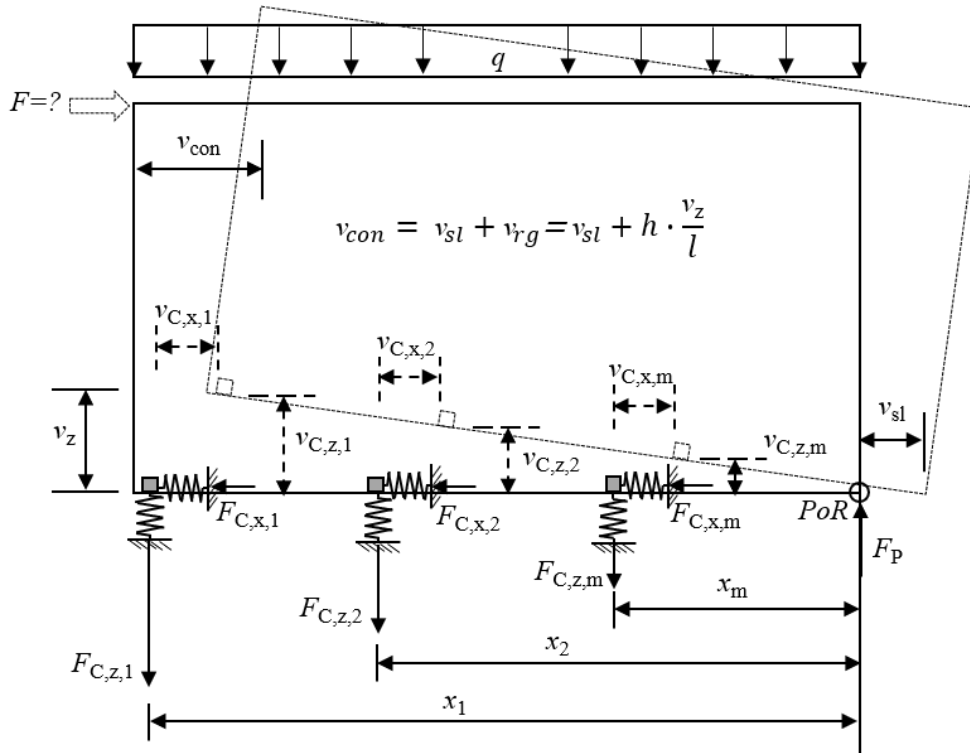 q
F=?
v_con
v_con = v_sl + v_rg = v_sl + h · v_z/l
v_C,x,1
v_C,x,2
v_C,x,m
v_z
v_C,z,1
v_C,z,2
v_C,z,m
v_sl
F_C,x,1
F_C,x,2
F_C,x,m
PoR
F_P
F_C,z,m
F_C,z,2
F_C,z,1
x_m
x_2
x_1